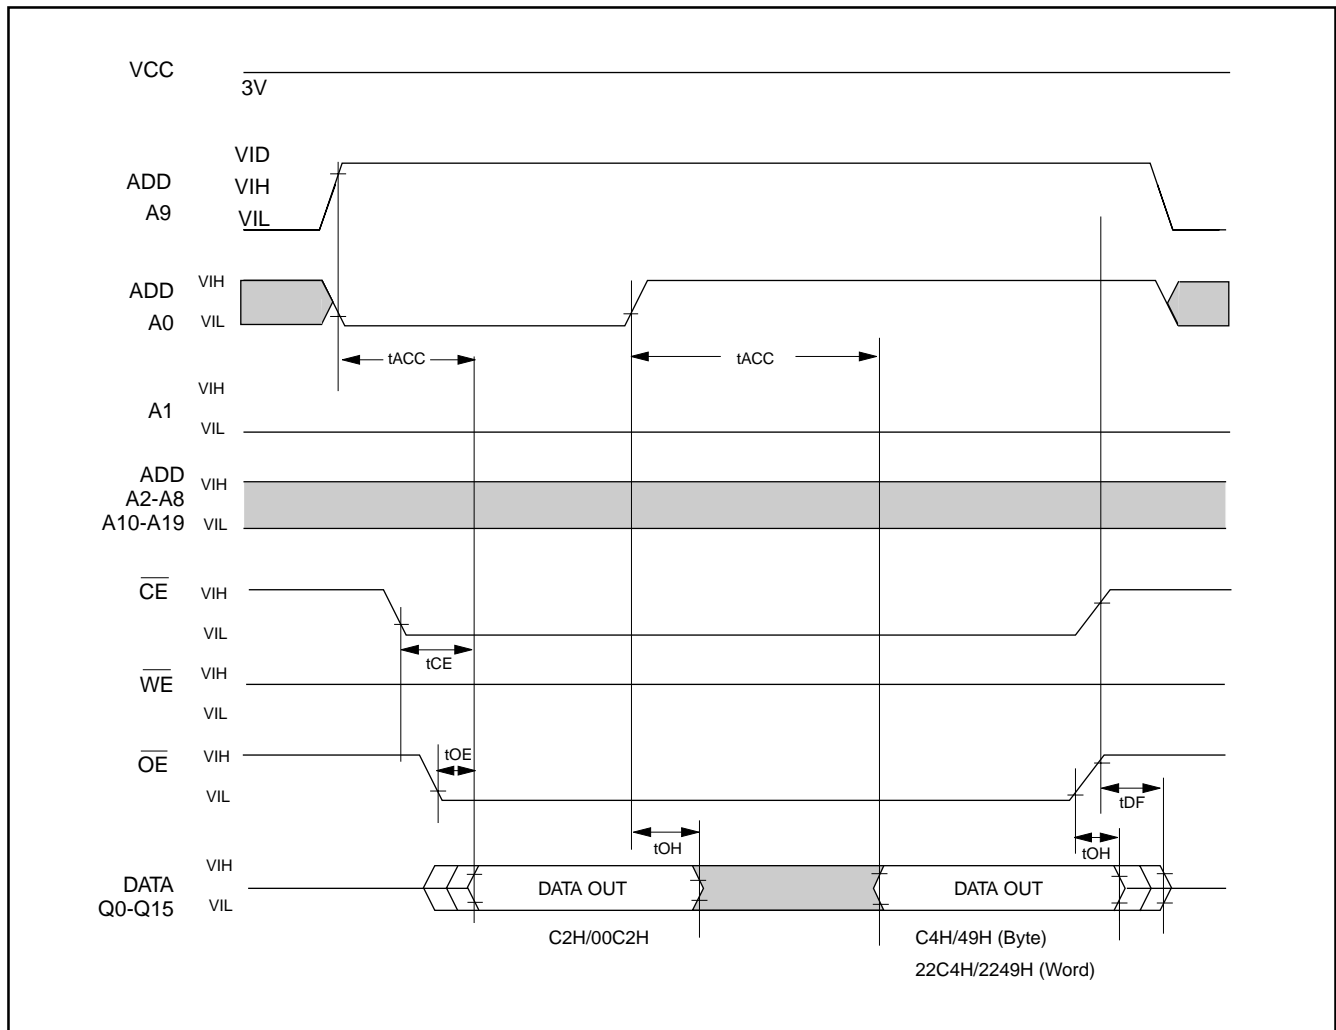 VCC
3V
VID
ADD
VIH
A9
VIL
VIH
ADD
A0
VIL
tACC
tACC
VIH
A1
VIL
ADD
VIH
A2-A8
A10-A19
VIL
CE
VIH
VIL
tCE
WE
VIH
VIL
tOE
OE
VIH
VIL
tDF
tOH
tOH
VIH
DATA
DATA OUT
DATA OUT
Q0-Q15
VIL
C2H/00C2H
C4H/49H (Byte)
22C4H/2249H (Word)